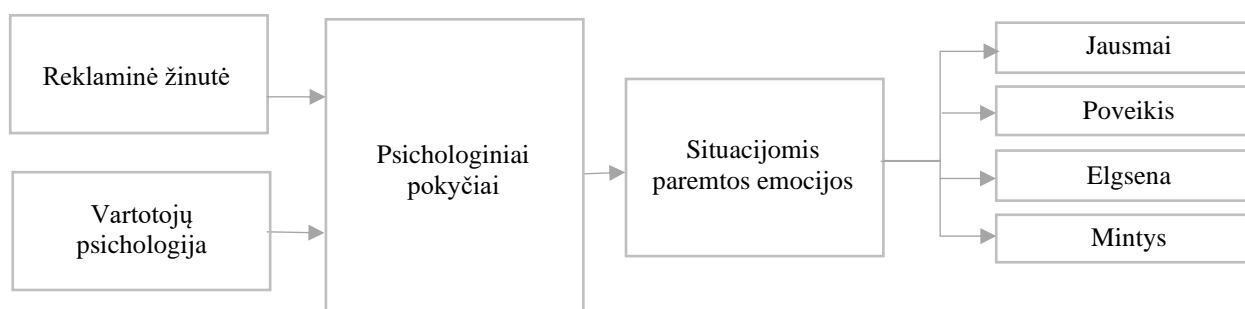 Reklaminė žinutė
Vartotojų
psichologija
Psichologiniai
pokyčiai
Situacijomis
paremtos emocijos
Jausmai
Poveikis
Elgsena
Mintys